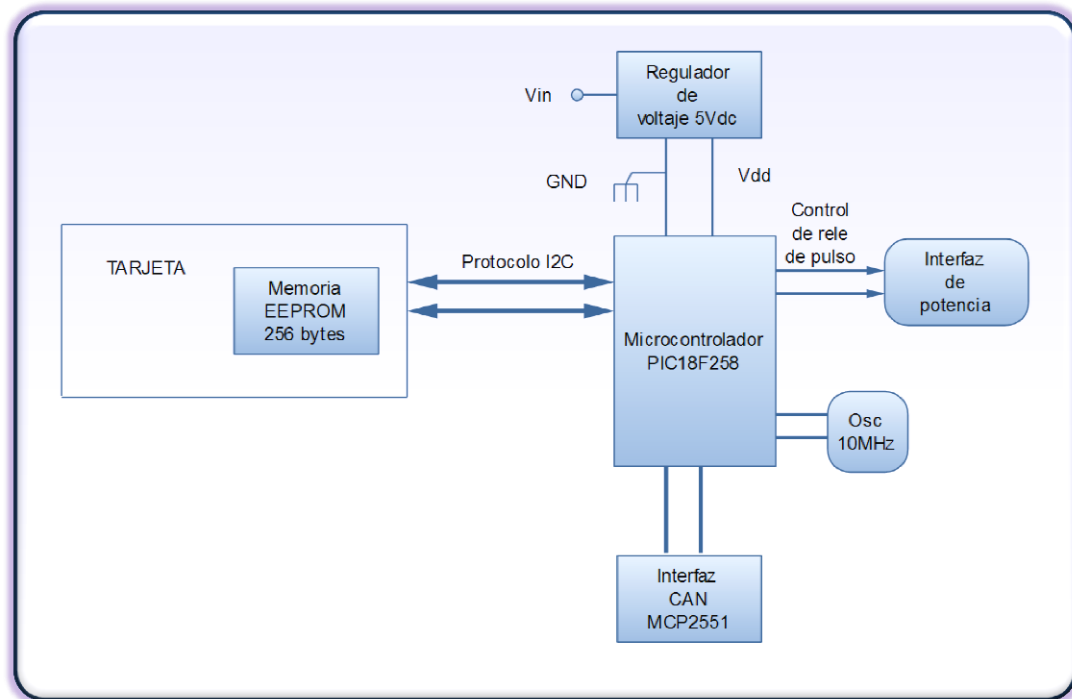 Regulador
de
voltaje 5Vdc
Vin
GND
Vdd
Control
de rele
de pulso
TARJETA
Memoria
EEPROM
256 bytes
Protocolo I2C
Microcontrolador
PIC18F258
Interfaz
de
potencia
Osc
10MHz
Interfaz
CAN
MCP2551